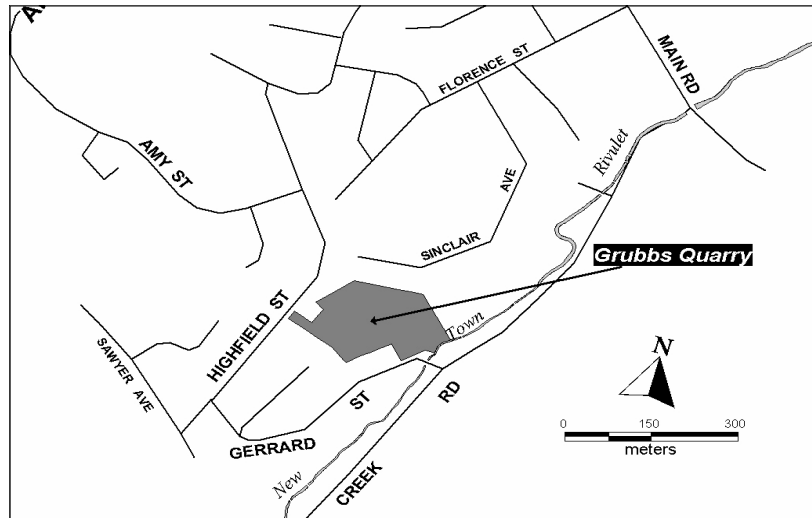 FLORENCE ST
MAIN RD
AMY ST
Rivulet
SINCLAIR AVE
Grubbs Quarry
HIGHFIELD ST
Town
SAWYER AVE
N
GERRARD ST
CREEK RD
New
0 150 300
meters